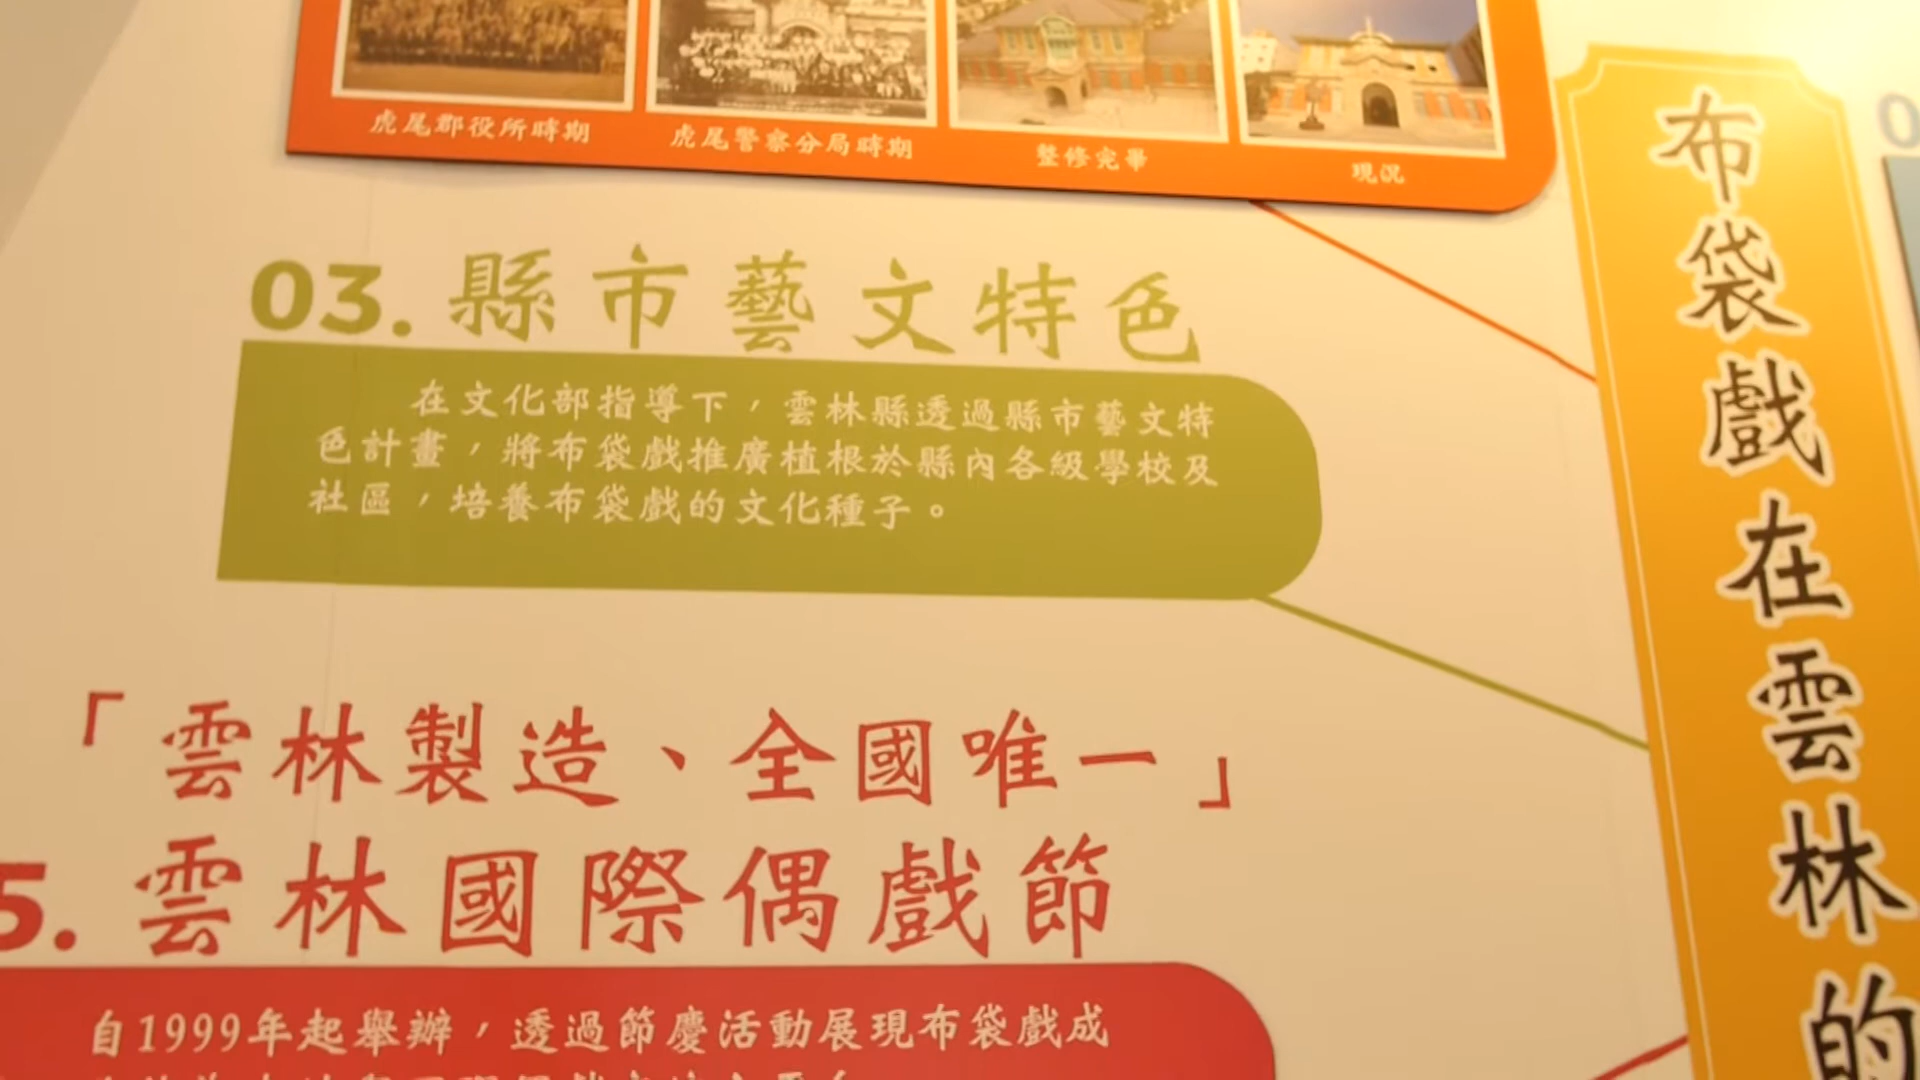 虎尾郡役所時期
虎尾警察分局時期
整修完畢
現況
03. 縣市藝文特色
在文化部指導下，雲林縣透過縣市藝文特
色計畫，將布袋戲推廣植根於縣內各級學校及
社區，培養布袋戲的文化種子。
「雲林製造、全國唯一」
5. 雲林國際偶戲節
自1999年起舉辦，透過節慶活動展現布袋戲成
布袋戲在雲林的